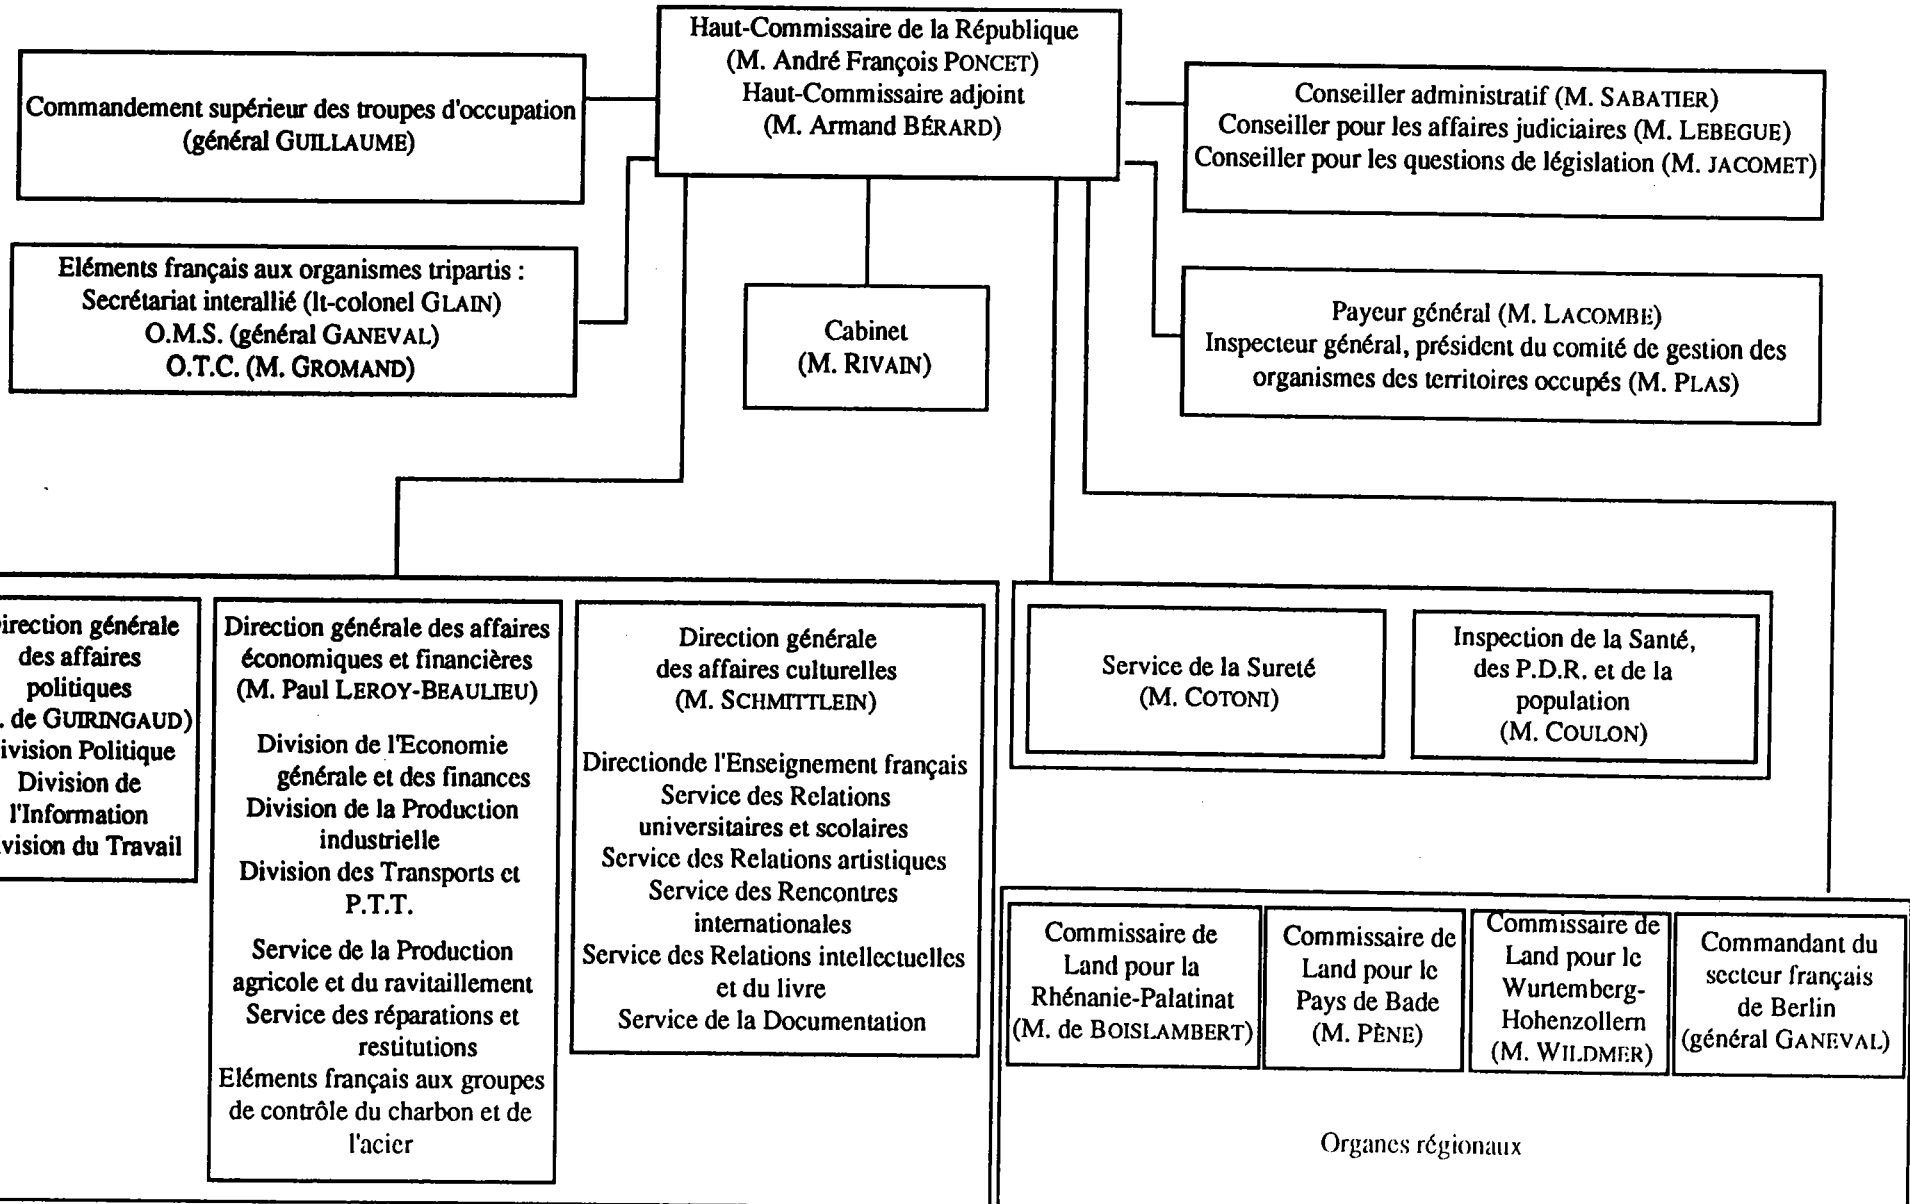 Haut-Commissaire de la République
(M. André François PONCET)
Haut-Commissaire adjoint
(M. Armand BÉRARD)
Commandement supérieur des troupes d'occupation
(général GUILLAUME)
Conseiller administratif (M. SABATIER)
Conseiller pour les affaires judiciaires (M. LEBEGUE)
Conseiller pour les questions de législation (M. JACOMET)
Eléments français aux organismes tripartis :
Secrétariat interallié (lt-colonel GLAIN)
O.M.S. (général GANEVAL)
O.T.C. (M. GROMAND)
Cabinet
(M. RIVAIN)
Payeur général (M. LACOMBE)
Inspecteur général, président du comité de gestion des
organismes des territoires occupés (M. PLAS)
irection générale
des affaires
politiques
. de GUIRINGAUD)
ivision Politique
Division de
l'Information
vision du Travail
Direction générale des affaires
économiques et financières
(M. Paul LEROY-BEAULIEU)
Division de l'Economie
générale et des finances
Division de la Production
industrielle
Division des Transports et
P.T.T.
Service de la Production
agricole et du ravitaillement
Service des réparations et
restitutions
Eléments français aux groupes
de contrôle du charbon et de
l'acier
Direction générale
des affaires culturelles
(M. SCHMITTLEIN)
Directionde l'Enseignement français
Service des Relations
universitaires et scolaires
Service des Relations artistiques
Service des Rencontres
internationales
Service des Relations intellectuelles
et du livre
Service de la Documentation
Service de la Sureté
(M. COTONI)
Inspection de la Santé,
des P.D.R. et de la
population
(M. COULON)
Commissaire de
Land pour la
Rhénanie-Palatinat
(M. de BOISLAMBERT)
Commissaire de
Land pour le
Pays de Bade
(M. PÈNE)
Commissaire de
Land pour le
Wurtemberg-
Hohenzollern
(M. WILDMER)
Commandant du
secteur français
de Berlin
(général GANEVAL)
Organes régionaux